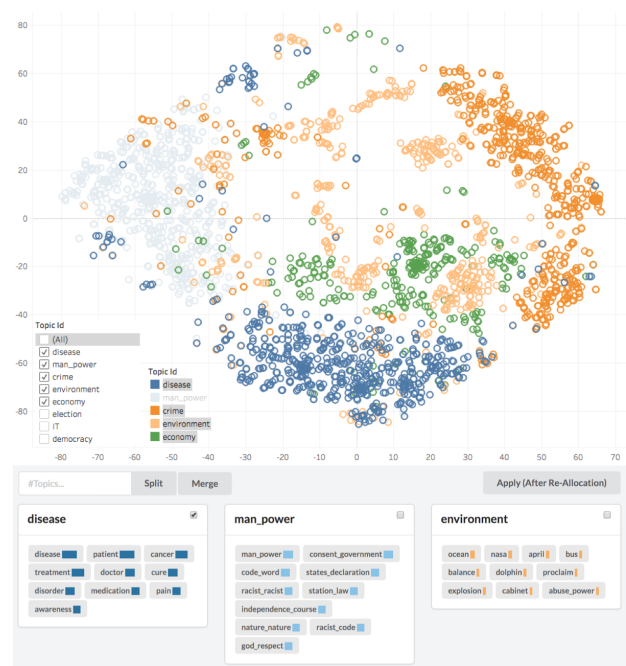 80
60
40
20
0
-20
-40
-60
-80
Topic Id
(All)
disease
man_power
crime
environment
economy
election
IT
democracy
Topic Id
disease
man_power
crime
environment
economy
-80 -70 -60 -50 -40 -30 -20 -10 0 10 20 30 40 50 60 70
#Topics... Split Merge Apply (After Re-Allocation)
disease
disease patient cancer
treatment doctor cure
disorder medication pain
awareness
man_power
man_power consent_government
code_word states_declaration
racist_racist station_law
independence_course
nature_nature racist_code
god_respect
environment
ocean nasa april bus
balance dolphin proclaim
explosion cabinet abuse_power